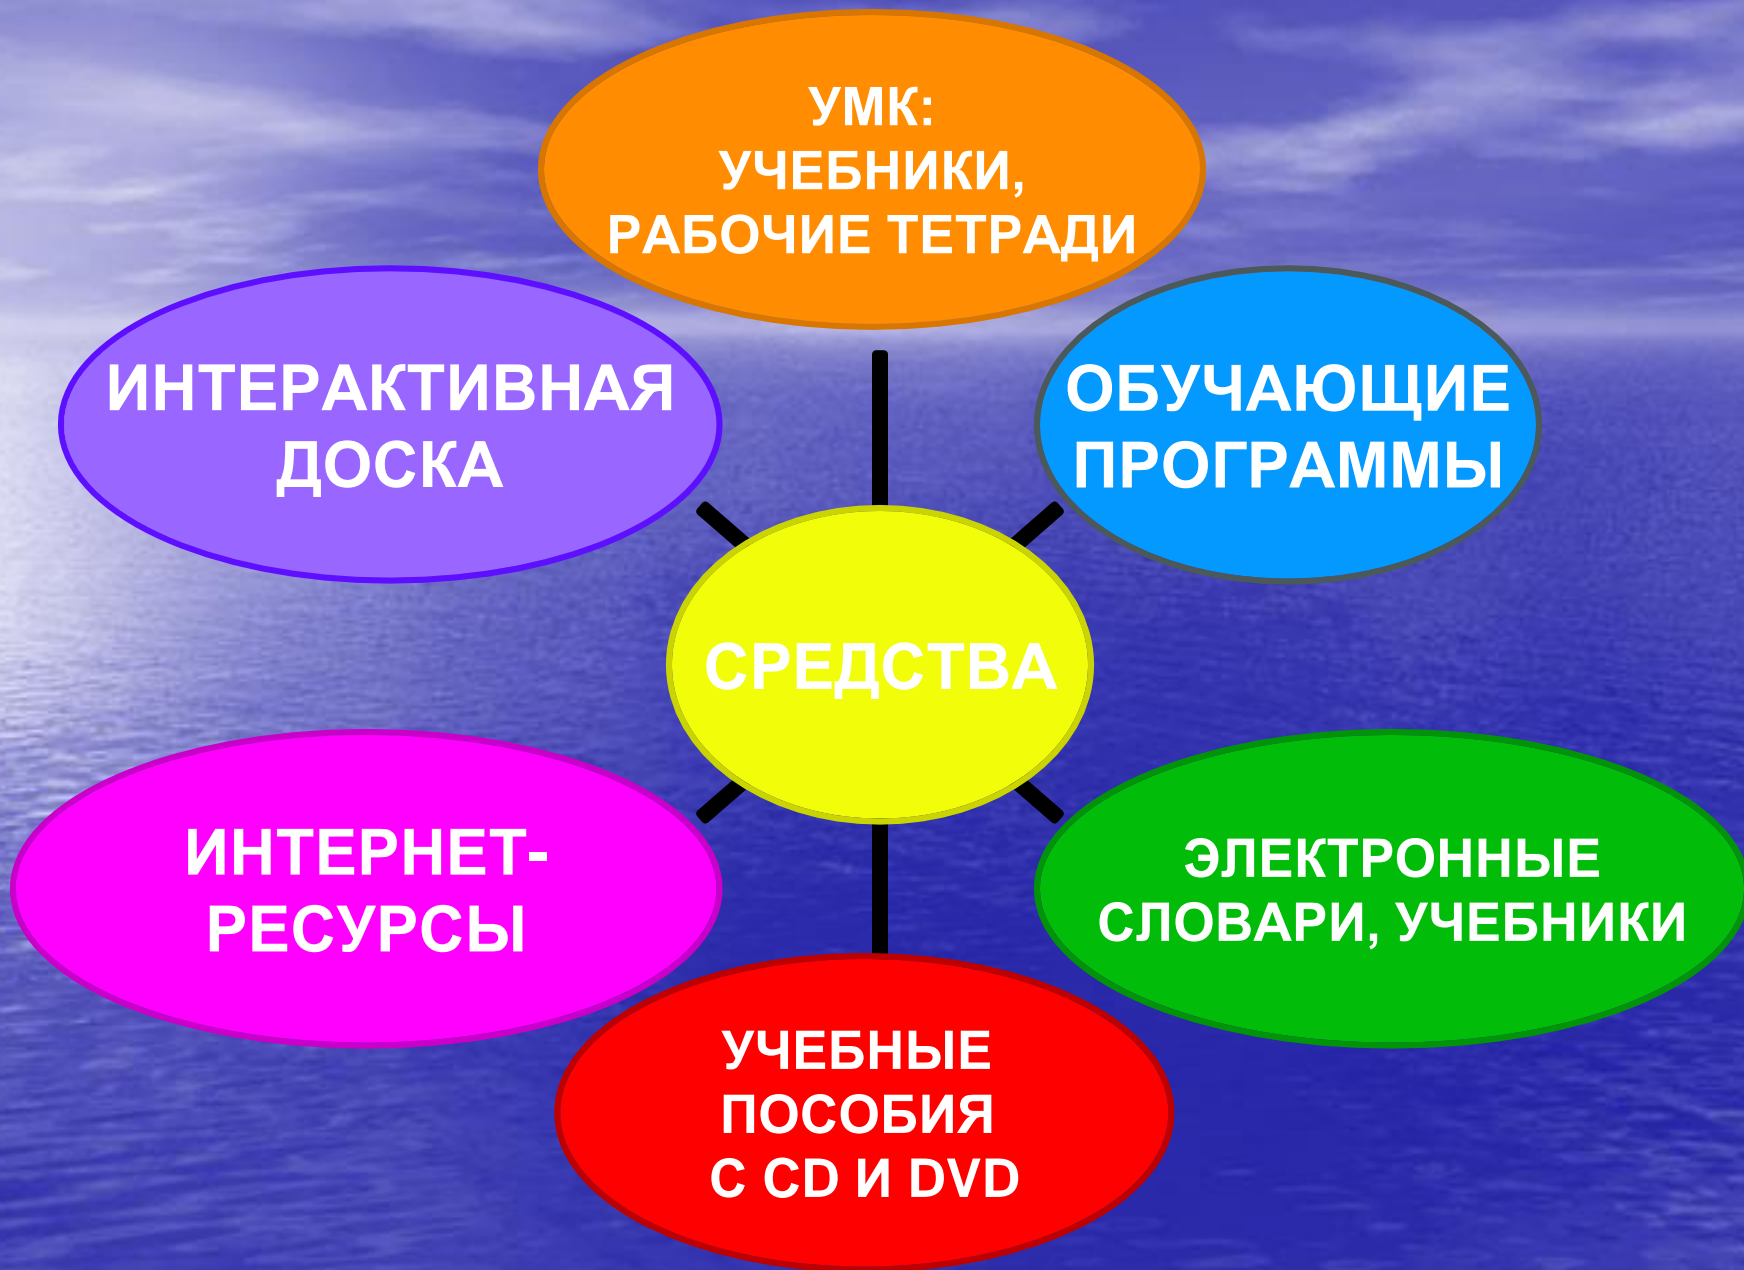 УМК:
УЧЕБНИКИ,
РАБОЧИЕ ТЕТРАДИ
ИНТЕРАКТИВНАЯ
ДОСКА
ОБУЧАЮЩИЕ
ПРОГРАММЫ
СРЕДСТВА
ИНТЕРНЕТ-
РЕСУРСЫ
ЭЛЕКТРОННЫЕ
СЛОВАРИ, УЧЕБНИКИ
УЧЕБНЫЕ
ПОСОБИЯ
С CD И DVD